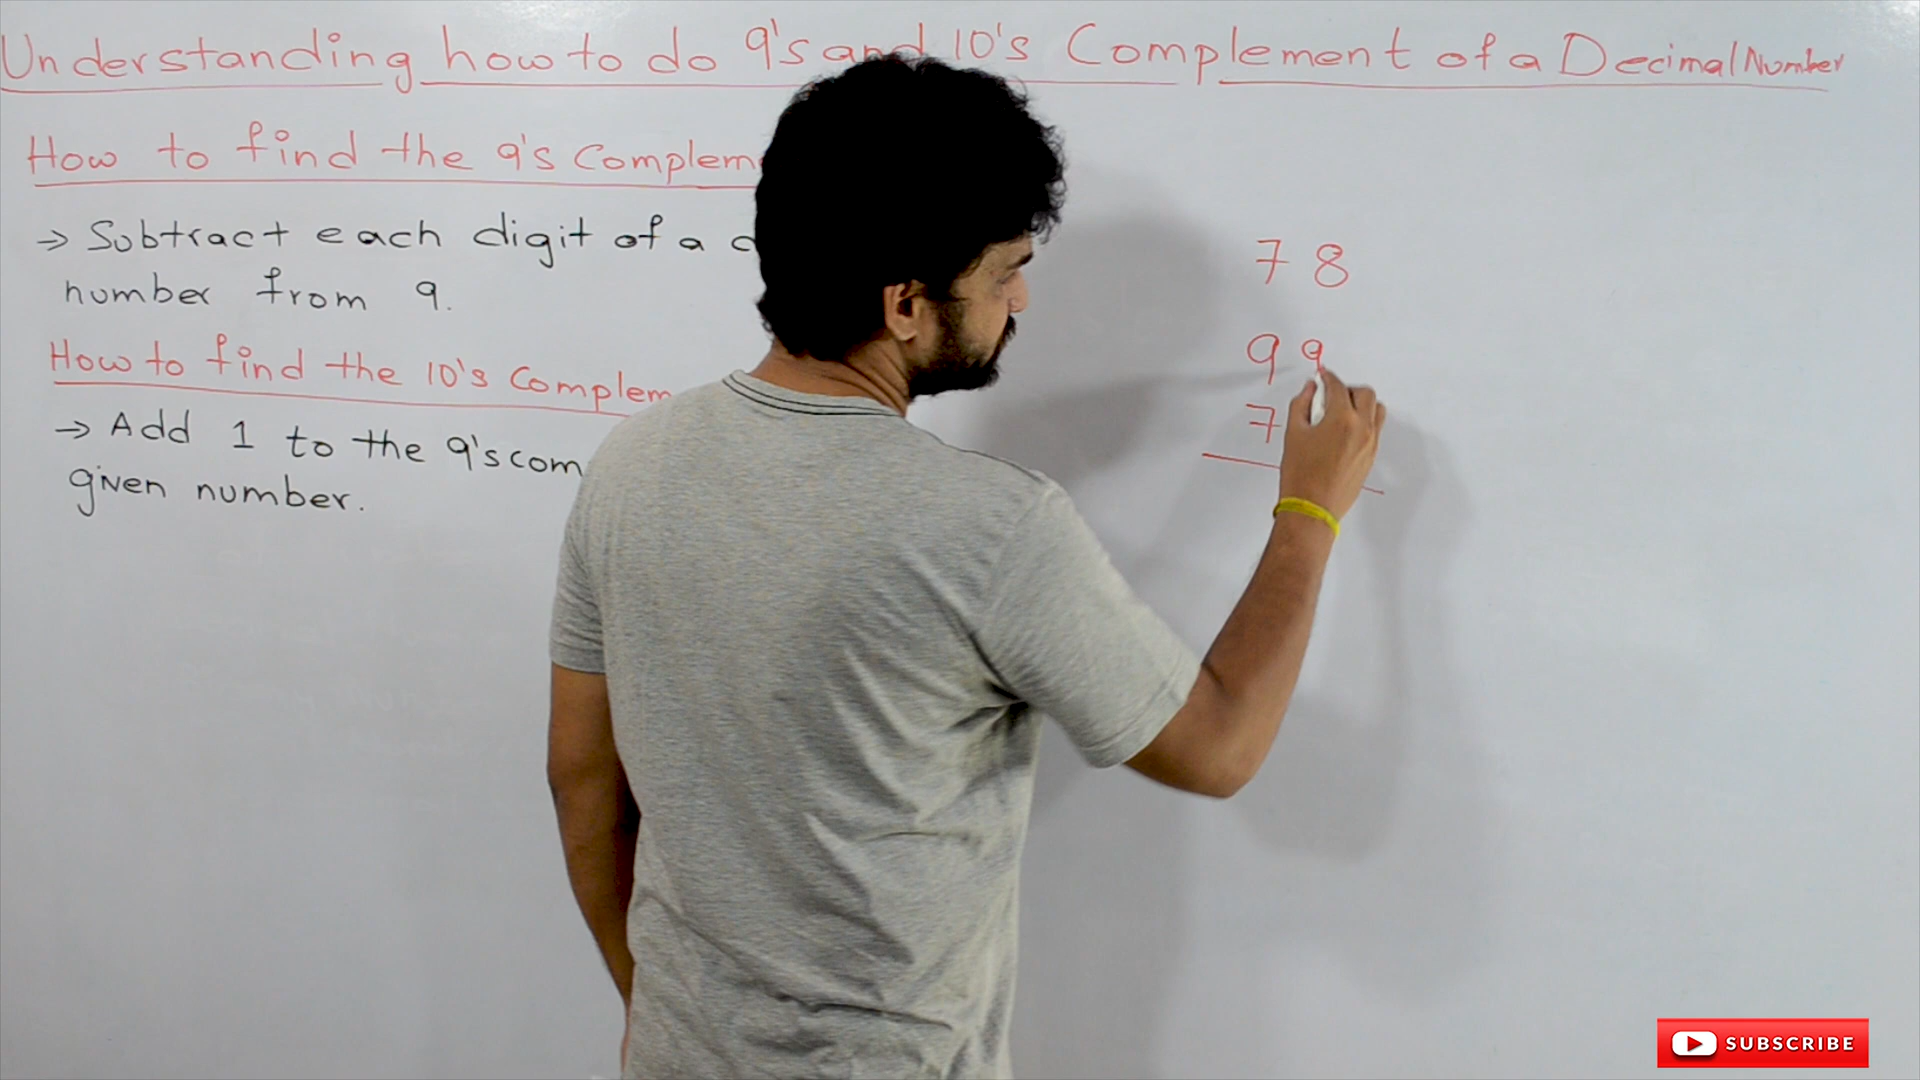 Understanding how to do 9's and 10's Complement of a Decimal Number
How to find the 9's Complem
→ Subtract each digit of a
number from 9.
How to find the 10's Complem
→ Add 1 to the 9's com
given number.
7 8
9 9
7
SUBSCRIBE